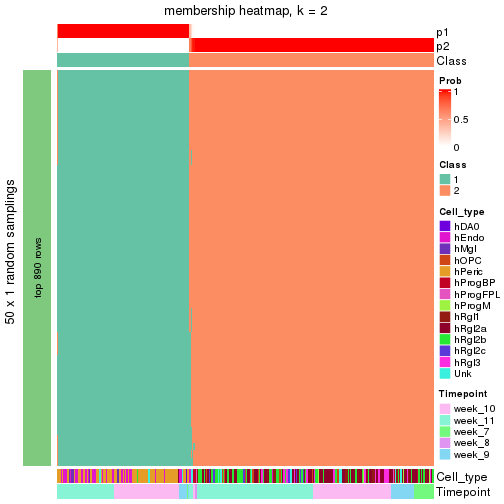 membership heatmap, k = 2
p1
p2
Class
50 x 1 random samplings
top 890 rows
Prob
1
0.5
0
Class
1
2
Cell_type
hDA0
hEndo
hMgl
hOPC
hPeric
hProgBP
hProgFPL
hProgM
hRgl1
hRgl2a
hRgl2b
hRgl2c
hRgl3
Unk
Timepoint
week_10
week_11
week_7
week_8
week_9
Cell_type
Timepoint